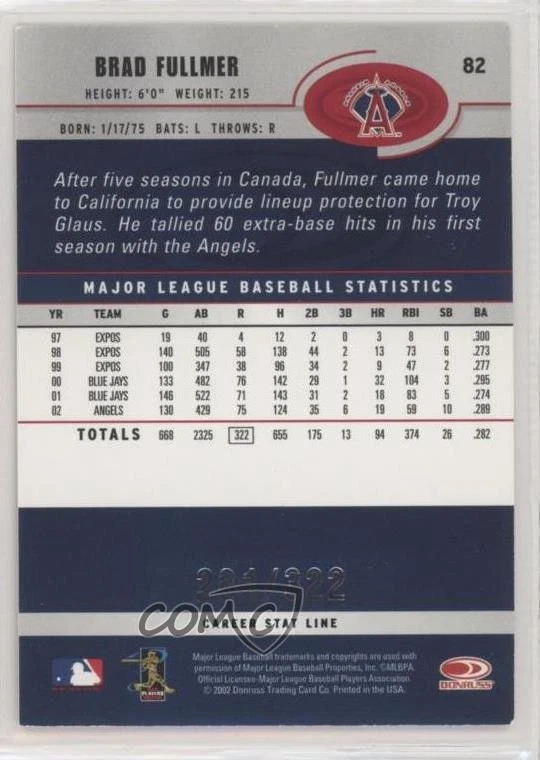 BRAD FULLMER
82
HEIGHT: 6'0" WEIGHT: 215
BORN: 1/17/75 BATS: L THROWS: R
After five seasons in Canada, Fullmer came home
to California to provide lineup protection for Troy
Glaus. He tallied 60 extra-base hits in his first
season with the Angels.
MAJOR LEAGUE BASEBALL STATISTICS
YR TEAM G AB R H 2B 3B HR RBI SB BA
97 EXPOS 19 40 4 12 2 0 3 8 0 .300
98 EXPOS 140 505 58 138 44 2 13 73 6 .273
99 EXPOS 100 347 38 96 34 2 9 47 2 .277
00 BLUE JAYS 133 482 76 142 29 1 32 104 3 .295
01 BLUE JAYS 146 522 71 143 31 2 18 83 5 .274
02 ANGELS 130 429 75 124 35 6 19 59 10 .289
TOTALS 668 2325 322 655 175 13 94 374 26 .282
/322
COMC
CAREER STAT LINE
Major League Baseball trademarks and copyrights are used with
permission of Major League Baseball Properties, Inc. ©MLBPA.
Official Licensee-Major League Baseball Players Association.
© 2002 Donruss Trading Card Co. Printed in the USA.
PLAYERS
DONRUSS